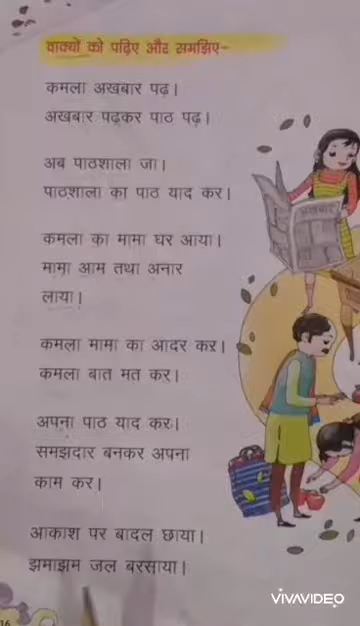 वाक्यों को पढ़िए और समझिए-
कमला अखबार पढ़।
अखबार पढ़कर पाठ पढ़।
अब पाठशाला जा।
पाठशाला का पाठ याद कर।
कमला का मामा घर आया।
मामा आम तथा अनार
लाया।
कमला मामा का आदर कर।
कमला बात मत कर।
अपना पाठ याद कर।
समझदार बनकर अपना
काम कर।
आकाश पर बादल छाया।
झमाझम जल बरसाया।
अखबार
16
VIVAVIDEO